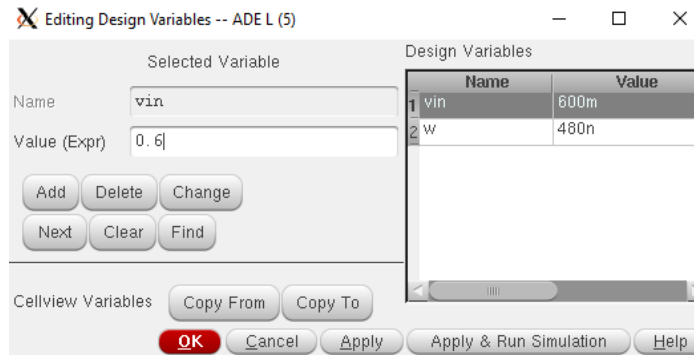 Editing Design Variables -- ADE L (5)
Selected Variable
Name vin
Value (Expr) 0.6
Add Delete Change
Next Clear Find
Cellview Variables Copy From Copy To
Design Variables
Name Value
1 vin 600m
2 w 480n
OK Cancel Apply Apply & Run Simulation Help